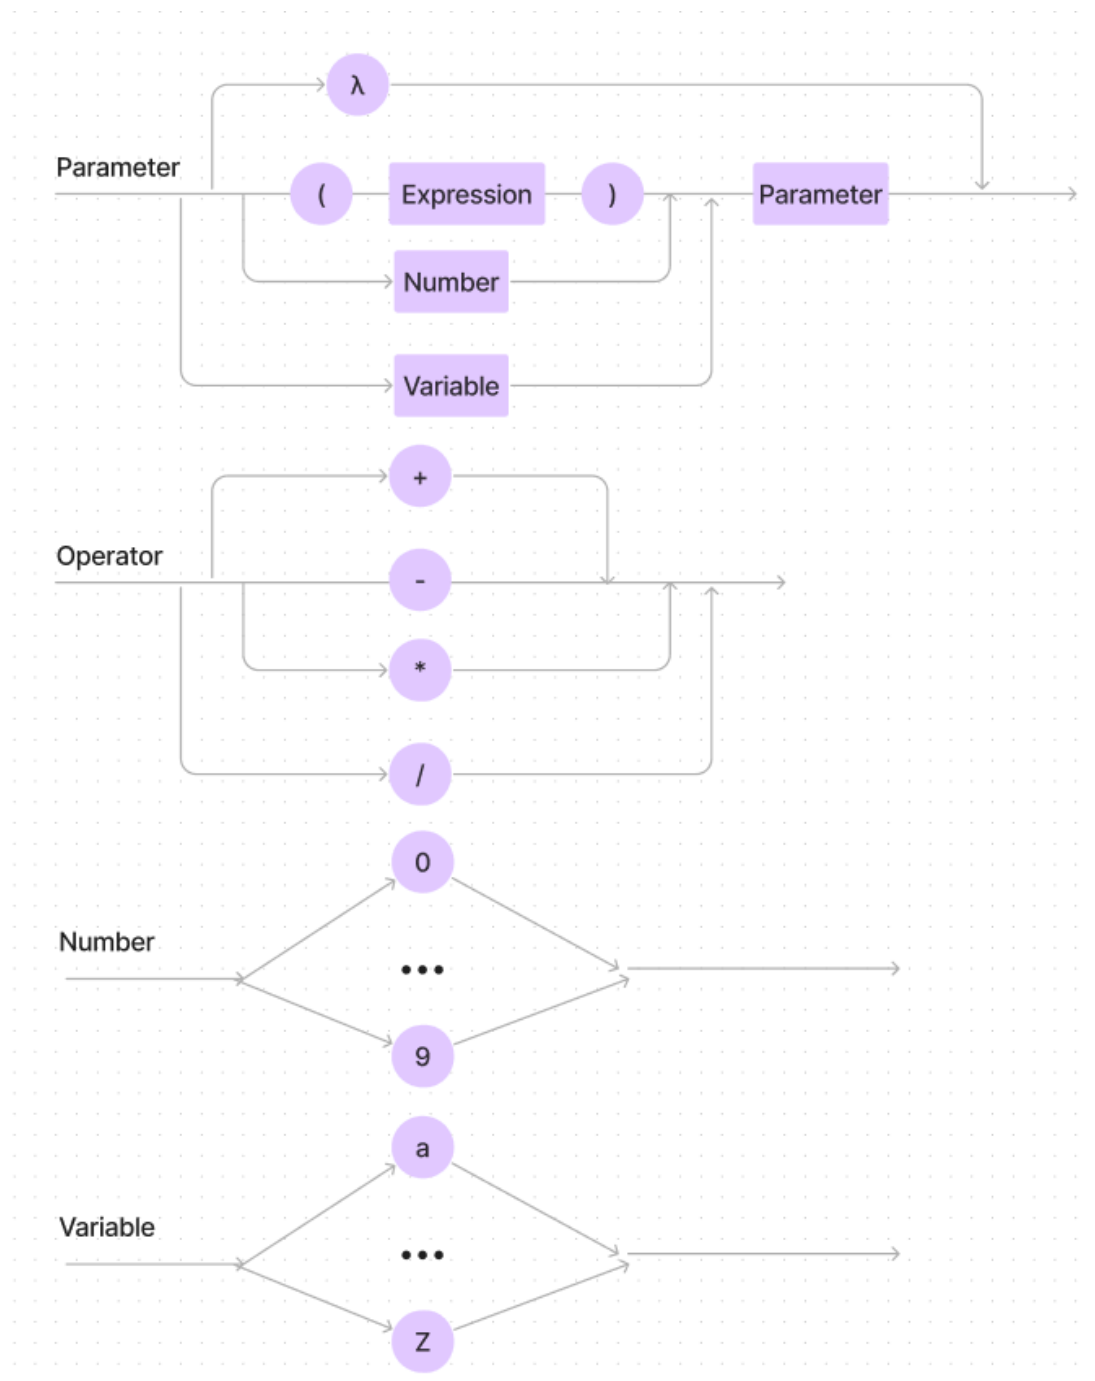 λ
Parameter
( Expression ) Parameter
Number
Variable
+
Operator
-
*
/
0
Number
...
9
a
Variable
...
Z